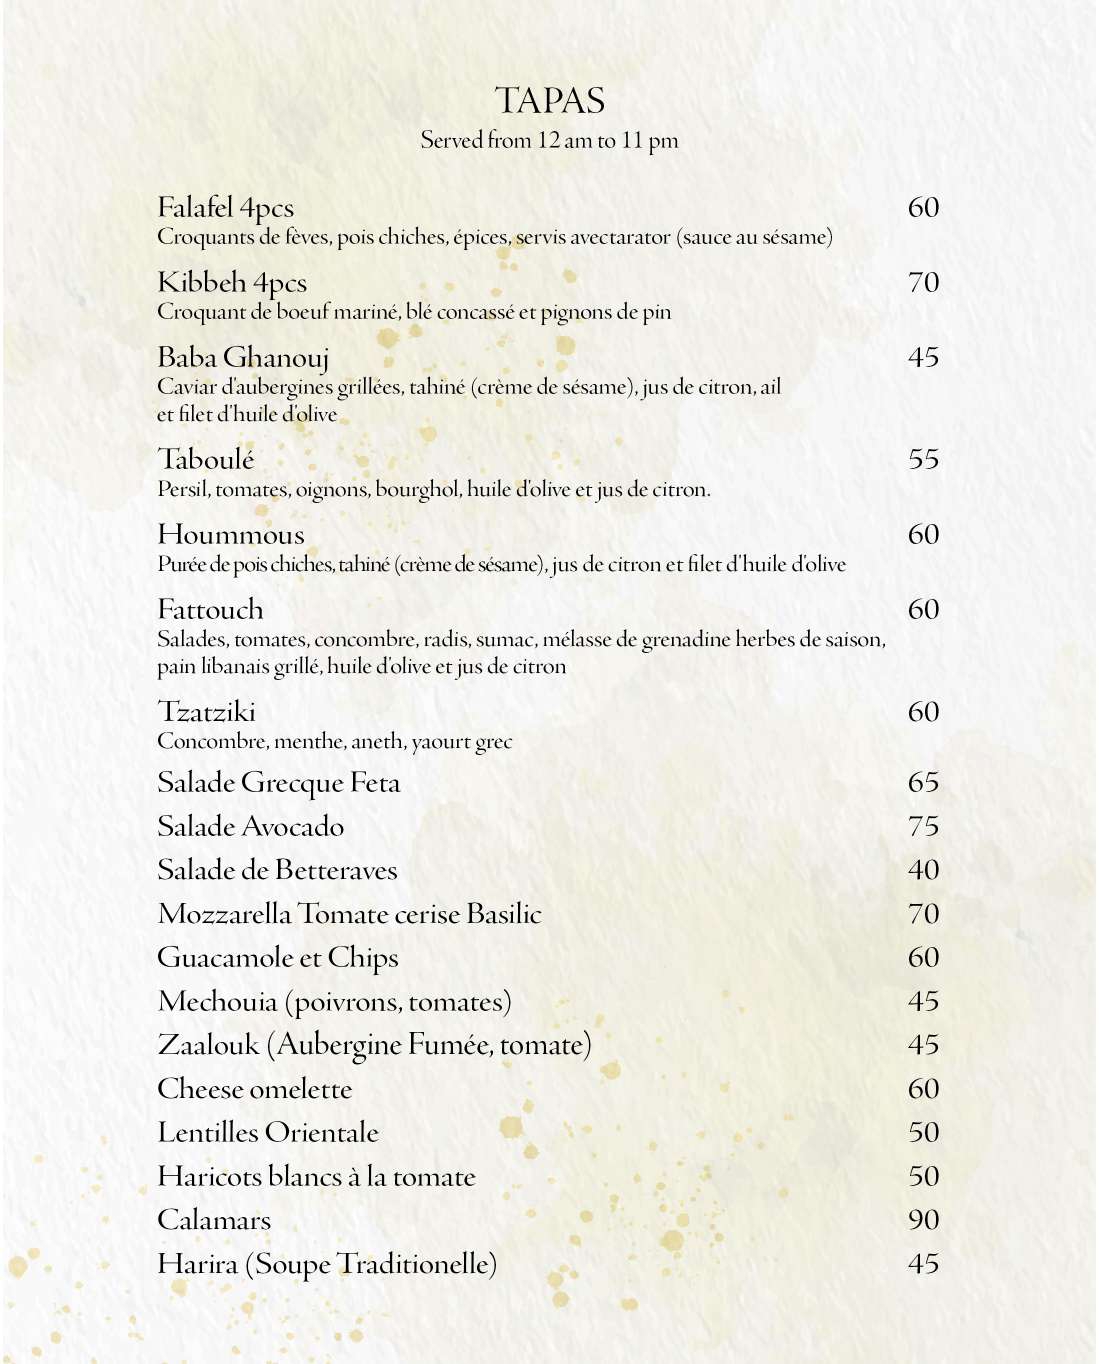 TAPAS
Served from 12 am to 11 pm
Falafel 4pcs 60
Croquants de fèves, pois chiches, épices, servis avectarator (sauce au sésame)
Kibbeh 4pcs 70
Croquant de boeuf mariné, blé concassé et pignons de pin
Baba Ghanouj 45
Caviar d'aubergines grillées, tahiné (crème de sésame), jus de citron, ail
et filet d'huile d'olive
Taboulé 55
Persil, tomates, oignons, bourghol, huile d'olive et jus de citron.
Hoummous 60
Purée de pois chiches, tahiné (crème de sésame), jus de citron et filet d'huile d'olive
Fattouch 60
Salades, tomates, concombre, radis, sumac, mélasse de grenadine herbes de saison,
pain libanais grillé, huile d'olive et jus de citron
Tzatziki 60
Concombre, menthe, aneth, yaourt grec
Salade Grecque Feta 65
Salade Avocado 75
Salade de Betteraves 40
Mozzarella Tomate cerise Basilic 70
Guacamole et Chips 60
Mechouia (poivrons, tomates) 45
Zaalouk (Aubergine Fumée, tomate) 45
Cheese omelette 60
Lentilles Orientale 50
Haricots blancs à la tomate 50
Calamars 90
Harira (Soupe Traditionelle) 45